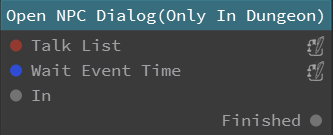 Open NPC Dialog(Only In Dungeon)
Talk List
Wait Event Time
In
Finished